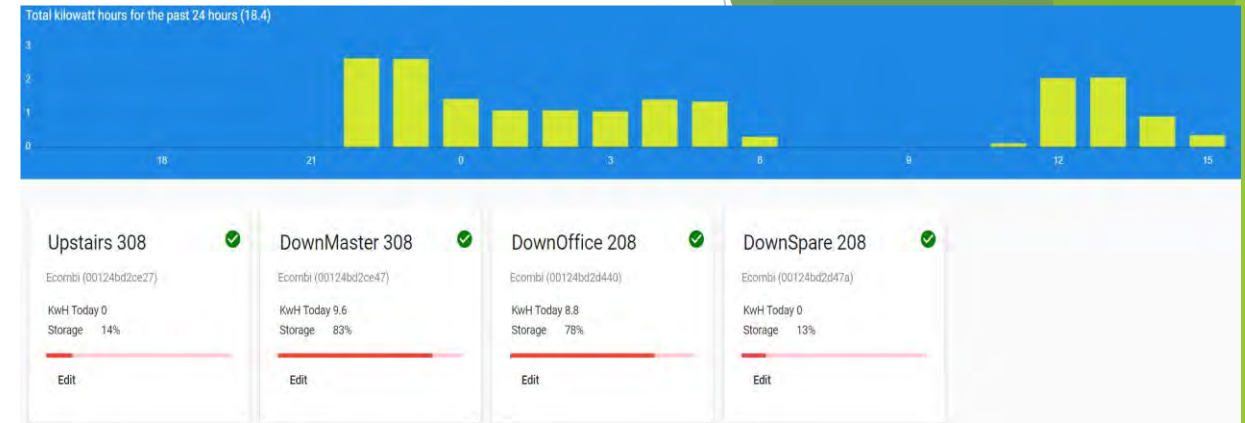 Total kilowatt hours for the past 24 hours (18.4)
3
2
1
0
18 21 0 3 6 9 12 15
Upstairs 308 DownMaster 308 DownOffice 208 DownSpare 208
Ecombi (00124bd2ce27) Ecombi (00124bd2ce47) Ecombi (00124bd2d440) Ecombi (00124bd2d47a)
KwH Today 0 KwH Today 9.6 KwH Today 8.8 KwH Today 0
Storage 14% Storage 83% Storage 78% Storage 13%
Edit Edit Edit Edit